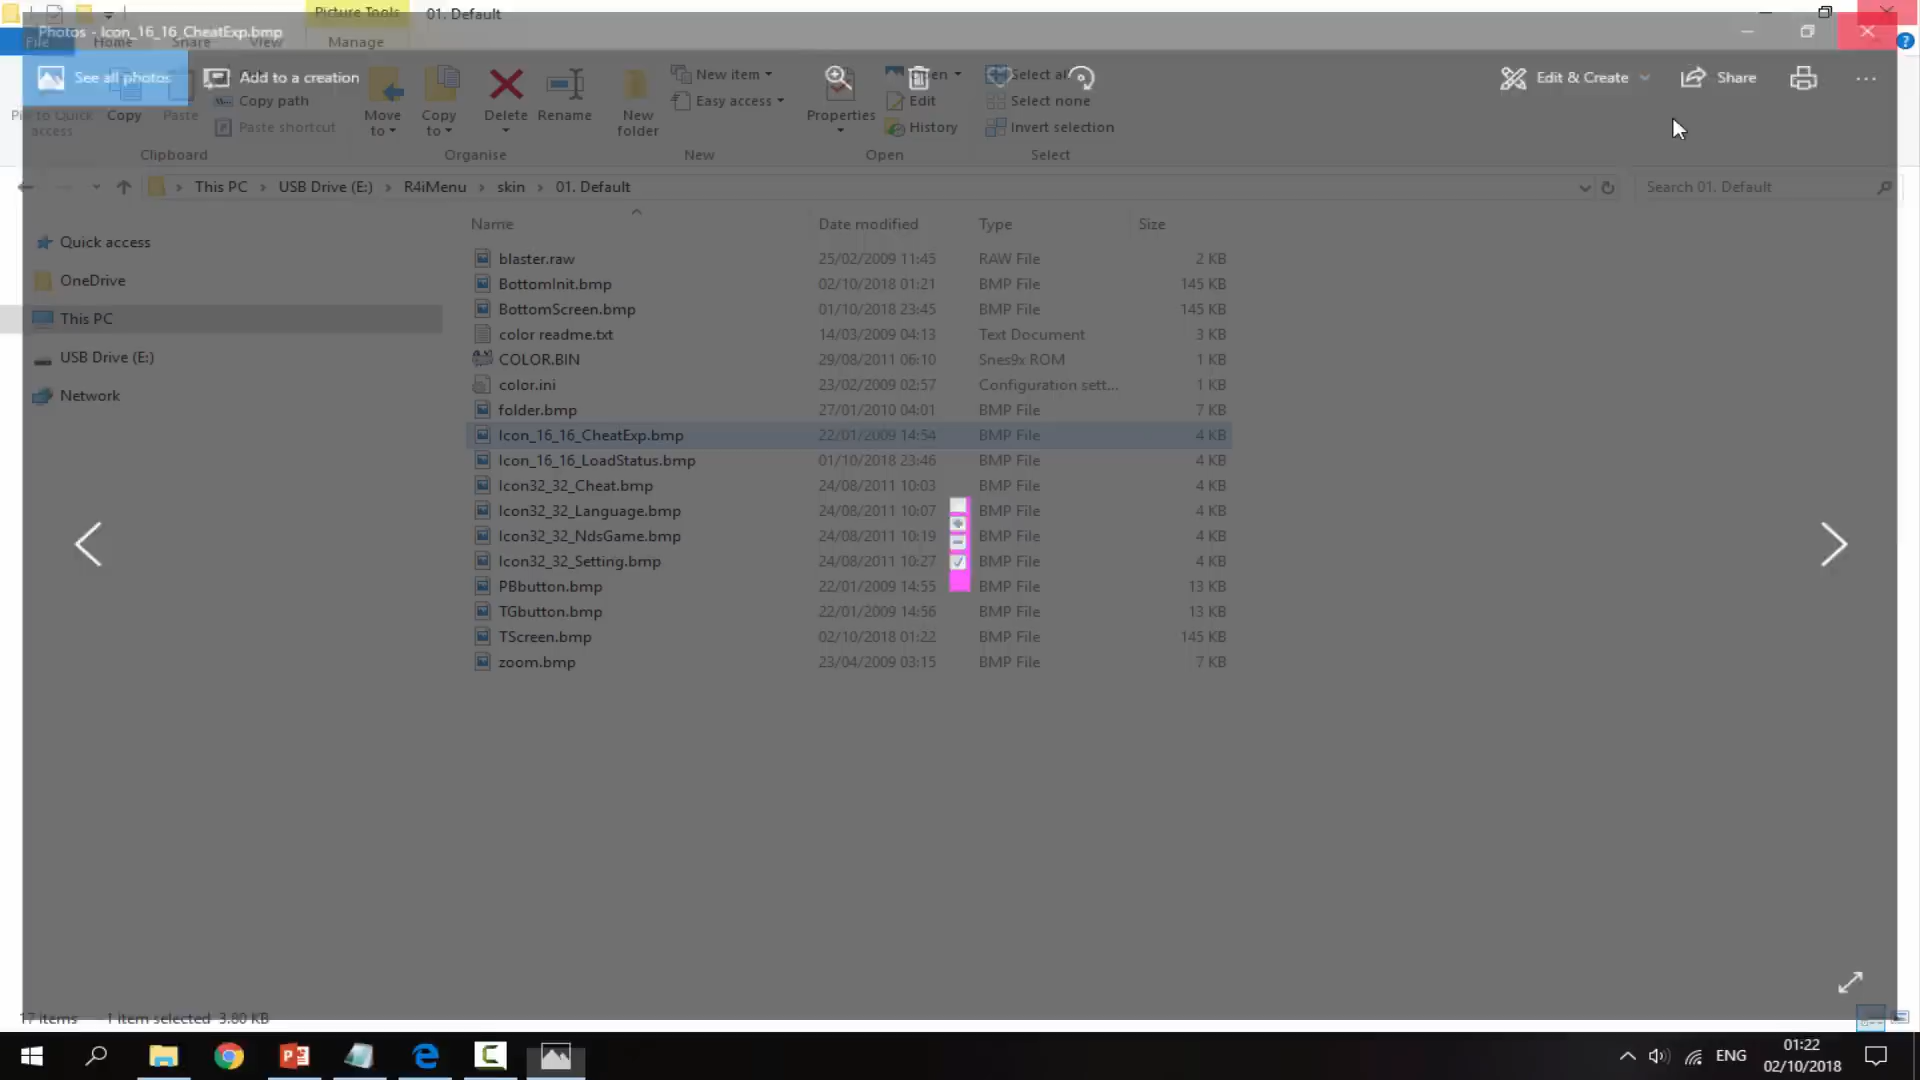 Picture Tools
01. Default
Photos - Icon_16_16_CheatExp.bmp
File
Home
Share
View
Manage
See all photos
Add to a creation
New item
Open
Select all
Edit & Create
Share
Copy path
Easy access
Edit
Select none
Pin to Quick access
Copy
Paste
Paste shortcut
Move to
Copy to
Delete
Rename
New folder
Properties
History
Invert selection
Clipboard
Organise
New
Open
Select
This PC
USB Drive (E:)
R4iMenu
skin
01. Default
Search 01. Default
Name
Date modified
Type
Size
Quick access
OneDrive
This PC
USB Drive (E:)
Network
blaster.raw 25/02/2009 11:45 RAW File 2 KB
BottomInit.bmp 02/10/2018 01:21 BMP File 145 KB
BottomScreen.bmp 01/10/2018 23:45 BMP File 145 KB
color readme.txt 14/03/2009 04:13 Text Document 3 KB
COLOR.BIN 29/08/2011 06:10 Snes9x ROM 1 KB
color.ini 23/02/2009 02:57 Configuration sett... 1 KB
folder.bmp 27/01/2010 04:01 BMP File 7 KB
Icon_16_16_CheatExp.bmp 22/01/2009 14:54 BMP File 4 KB
Icon_16_16_LoadStatus.bmp 01/10/2018 23:46 BMP File 4 KB
Icon32_32_Cheat.bmp 24/08/2011 10:03 BMP File 4 KB
Icon32_32_Language.bmp 24/08/2011 10:07 BMP File 4 KB
Icon32_32_NdsGame.bmp 24/08/2011 10:19 BMP File 4 KB
Icon32_32_Setting.bmp 24/08/2011 10:27 BMP File 4 KB
PBbutton.bmp 22/01/2009 14:55 BMP File 13 KB
TGbutton.bmp 22/01/2009 14:56 BMP File 13 KB
TScreen.bmp 02/10/2018 01:22 BMP File 145 KB
zoom.bmp 23/04/2009 03:15 BMP File 7 KB
17 items 1 item selected 3.80 KB
ENG
01:22
02/10/2018